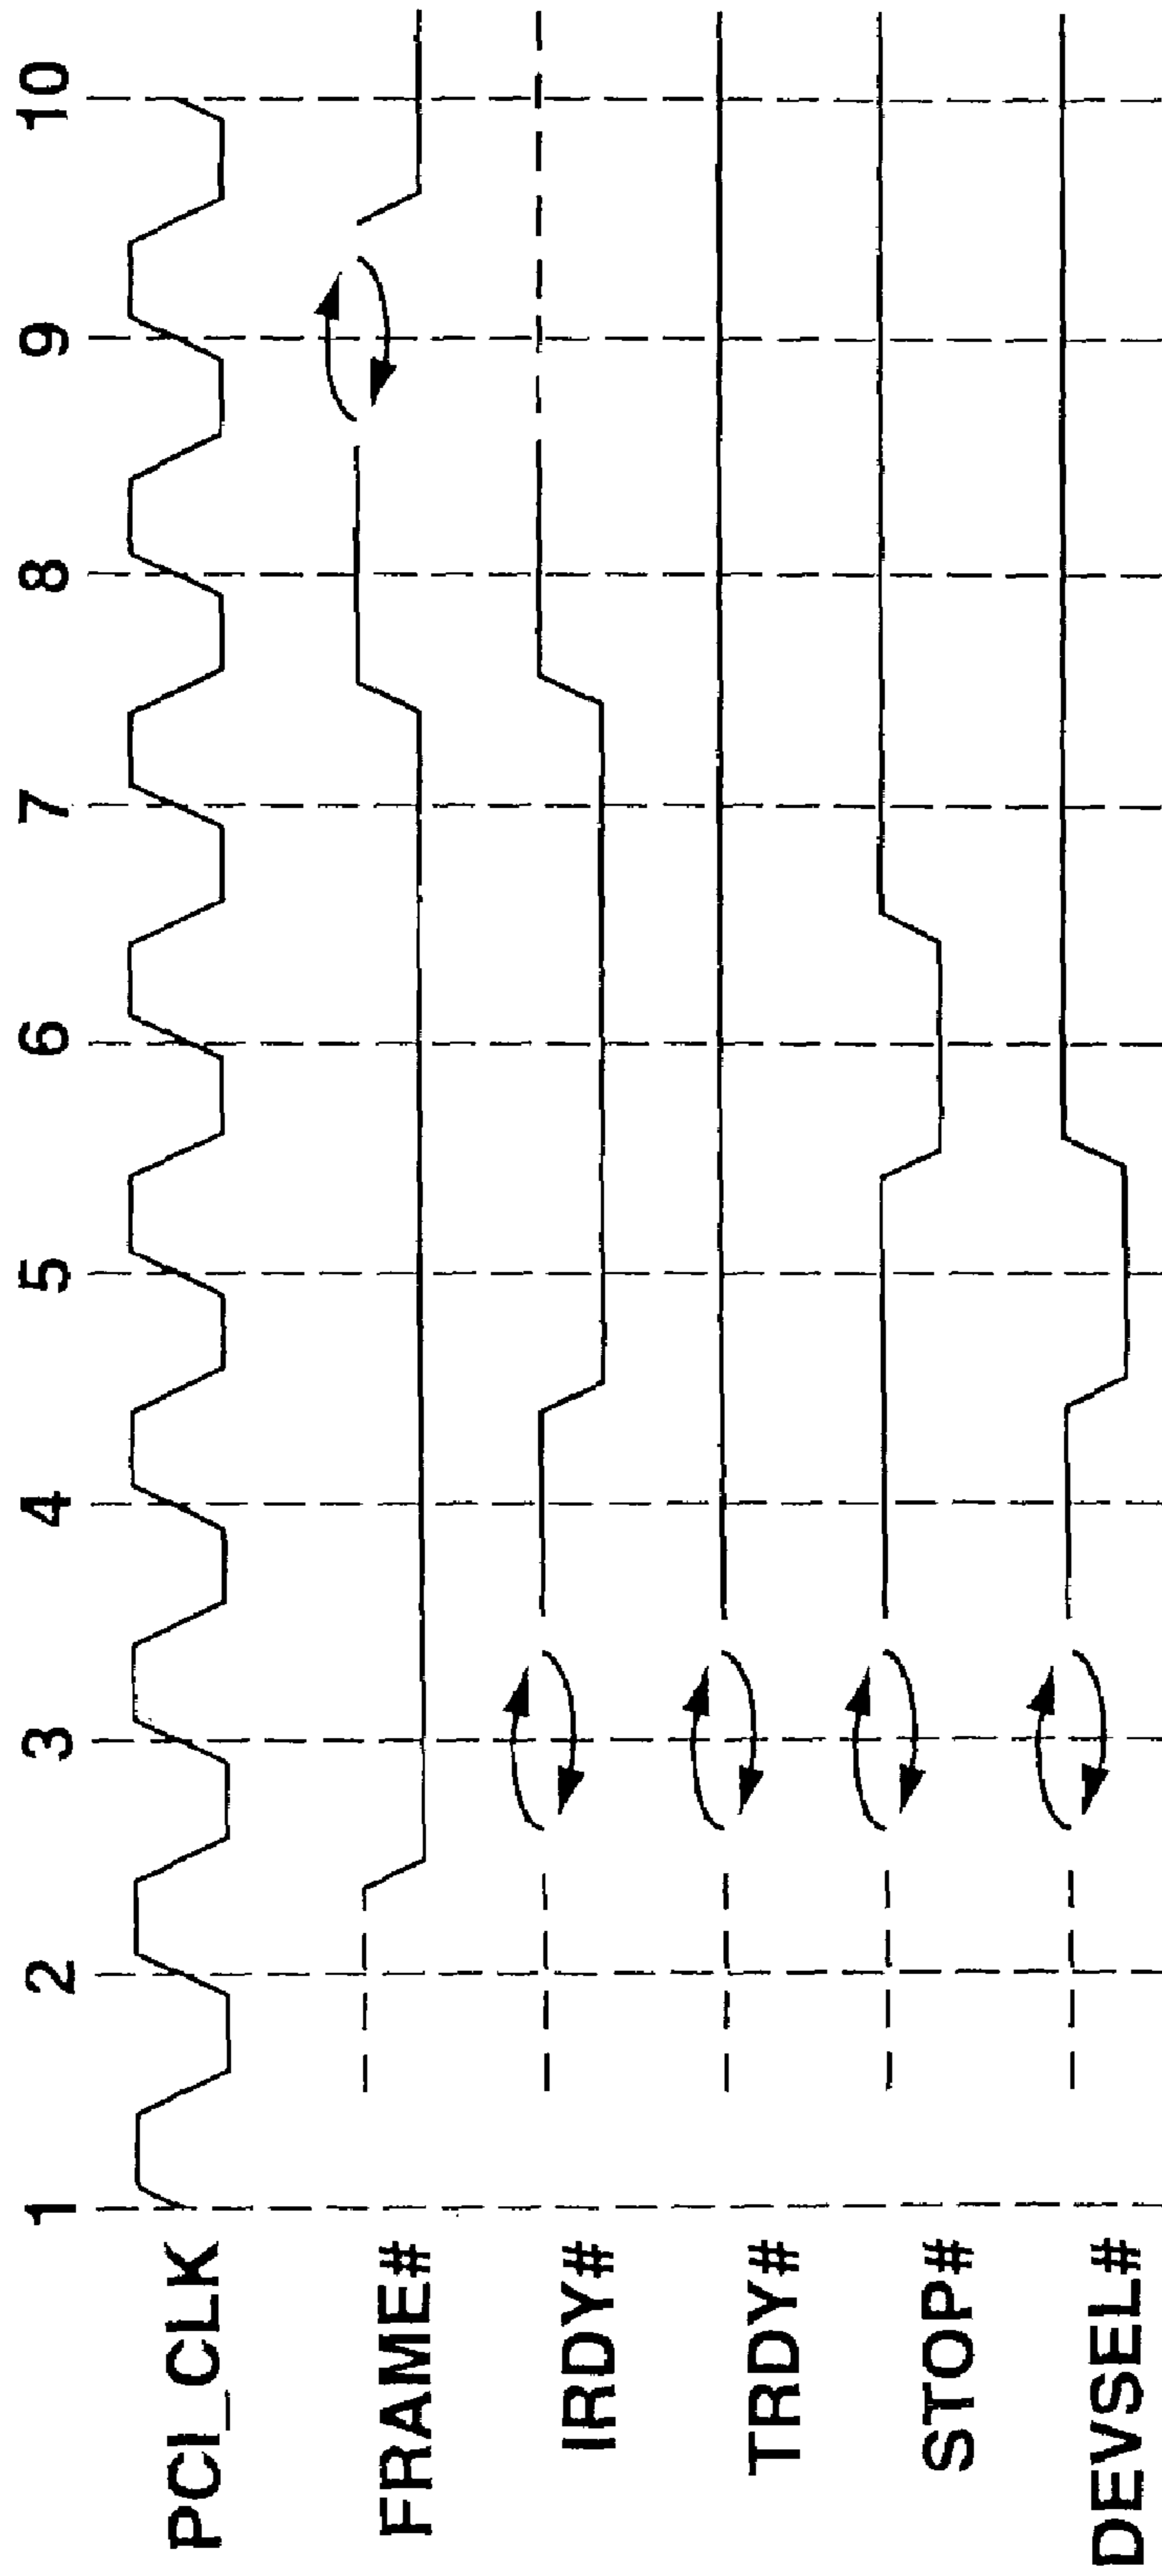 1 2 3 4 5 6 7 8 9 10
PCI_CLK
FRAME#
IRDY#
TRDY#
STOP#
DEVSEL#